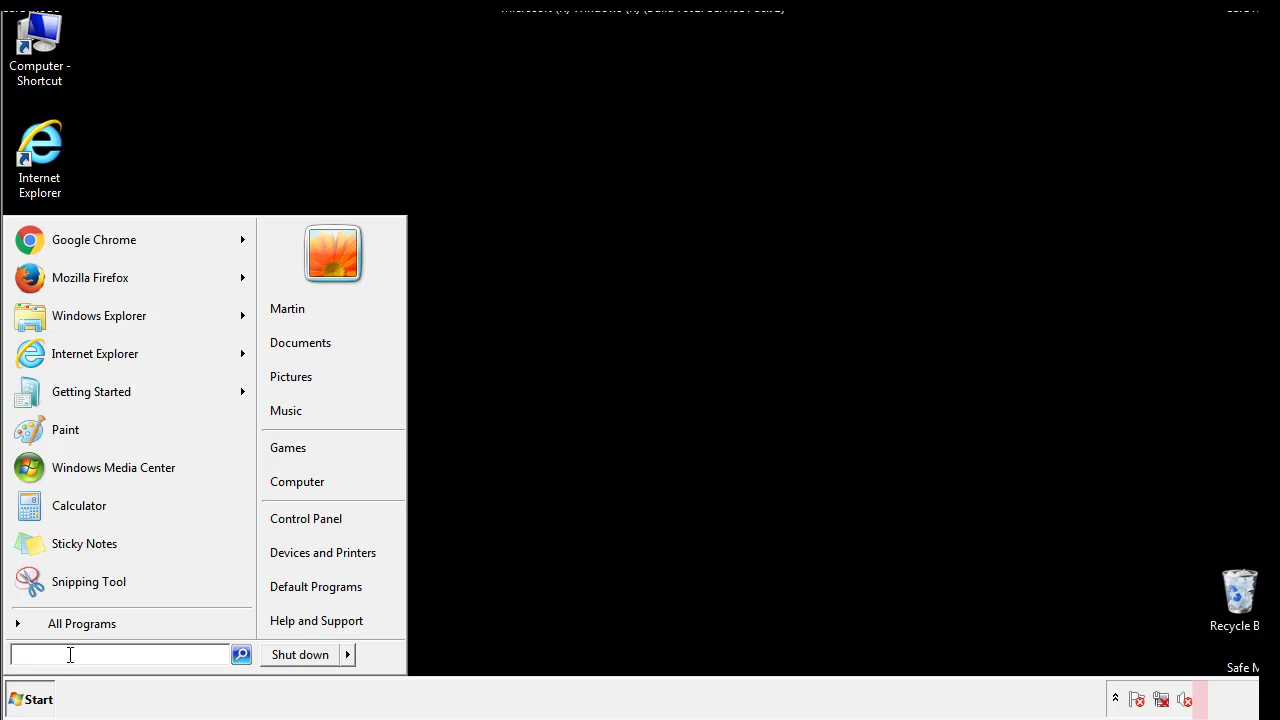 Computer -
Shortcut
Internet
Explorer
Google Chrome
Mozilla Firefox
Windows Explorer
Internet Explorer
Getting Started
Paint
Windows Media Center
Calculator
Sticky Notes
Snipping Tool
All Programs
Martin
Documents
Pictures
Music
Games
Computer
Control Panel
Devices and Printers
Default Programs
Help and Support
Shut down
Recycle B
Safe M
Start